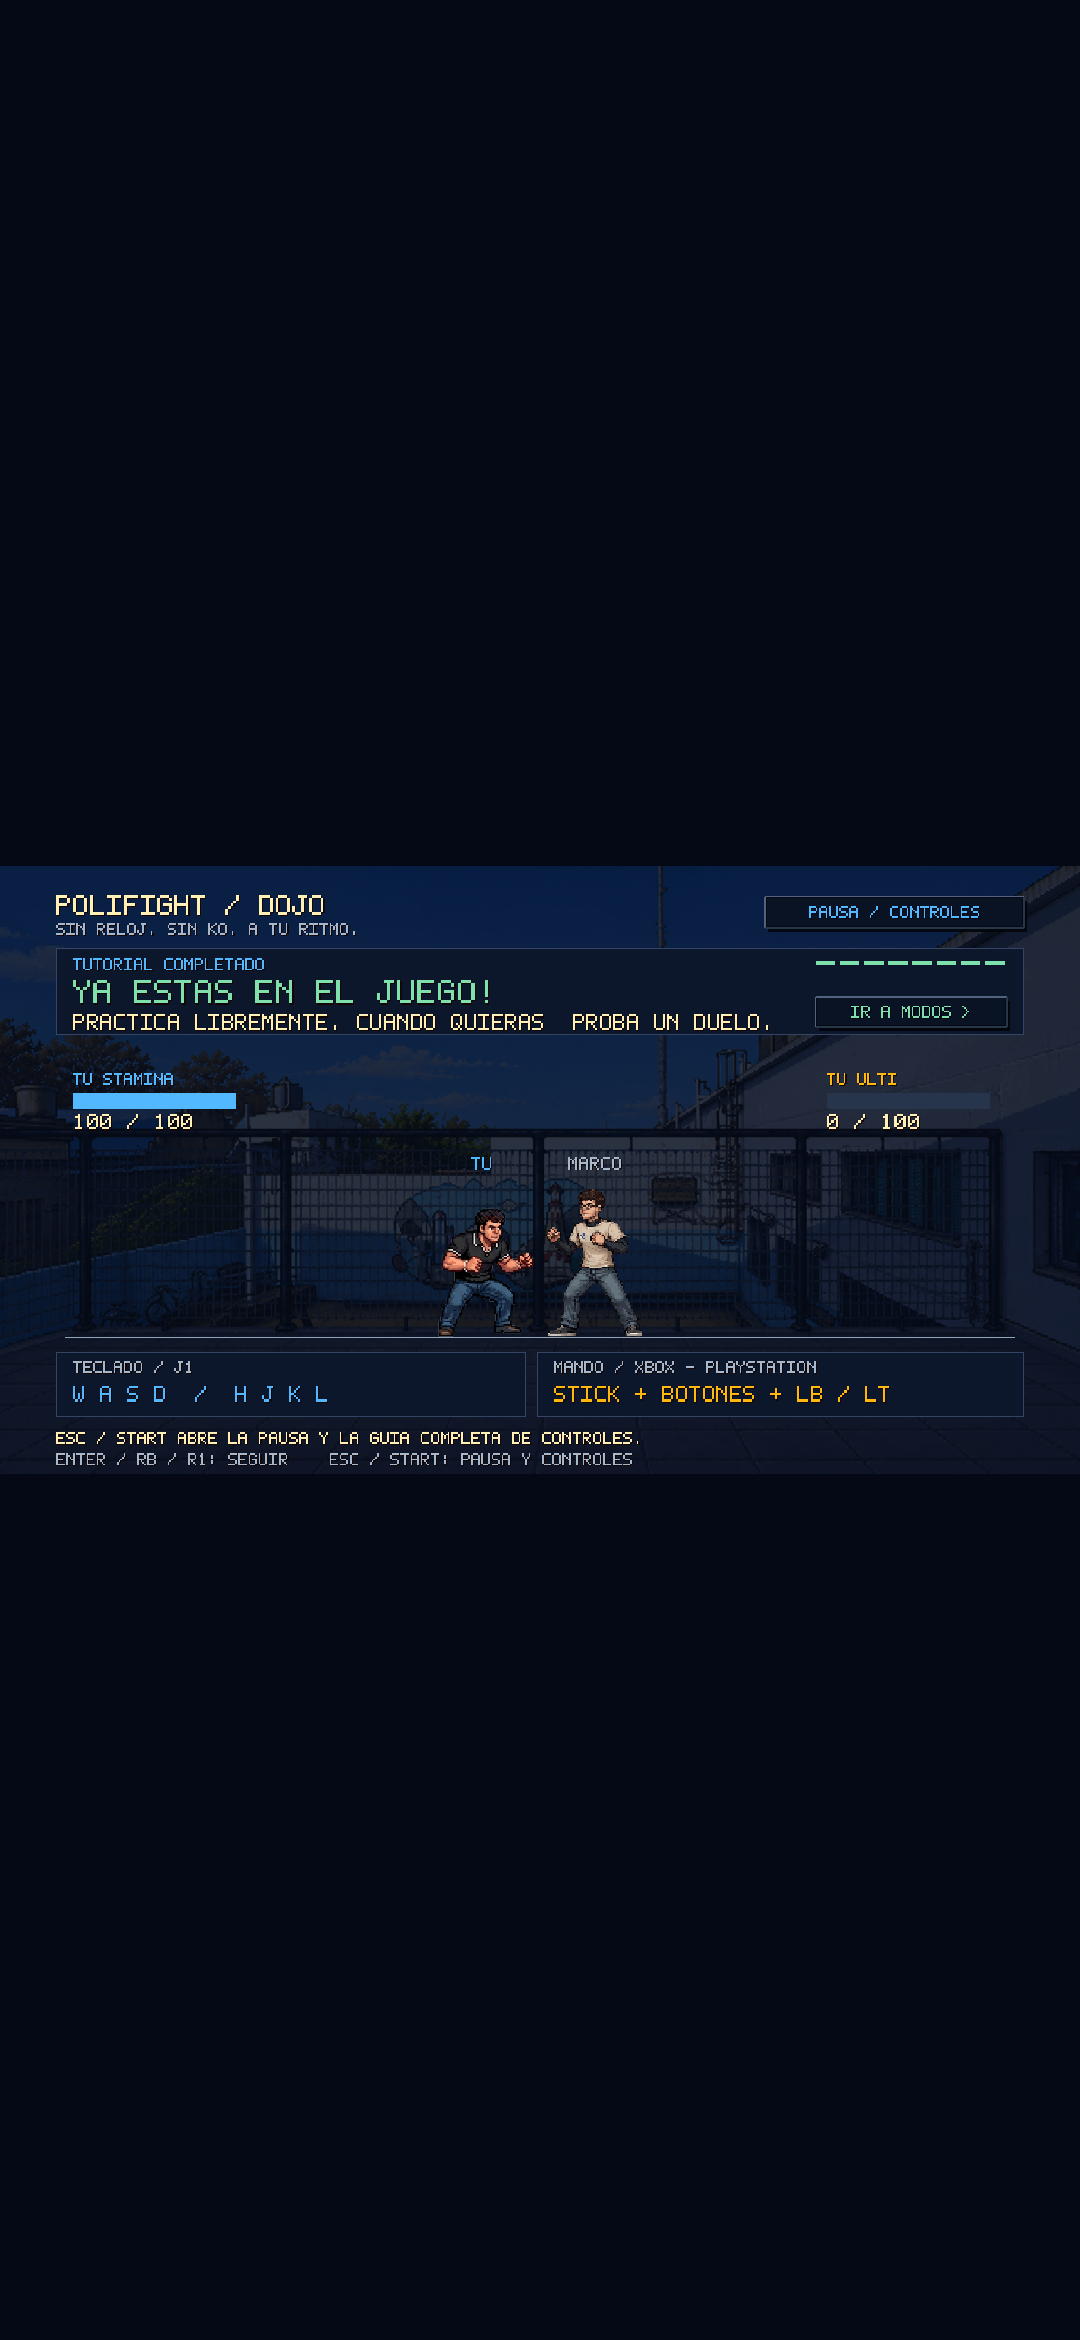 POLIFIGHT / DOJO
SIN RELOJ. SIN KO. A TU RITMO.
PAUSA / CONTROLES
TUTORIAL COMPLETADO
YA ESTAS EN EL JUEGO!
PRACTICA LIBREMENTE. CUANDO QUIERAS  PROBA UN DUELO.
IR A MODOS >
TU STAMINA
100 / 100
TU ULTI
0 / 100
TU
MARCO
TECLADO / J1
W A S D / H J K L
MANDO / XBOX - PLAYSTATION
STICK + BOTONES + LB / LT
ESC / START ABRE LA PAUSA Y LA GUIA COMPLETA DE CONTROLES.
ENTER / RB / R1: SEGUIR    ESC / START: PAUSA Y CONTROLES